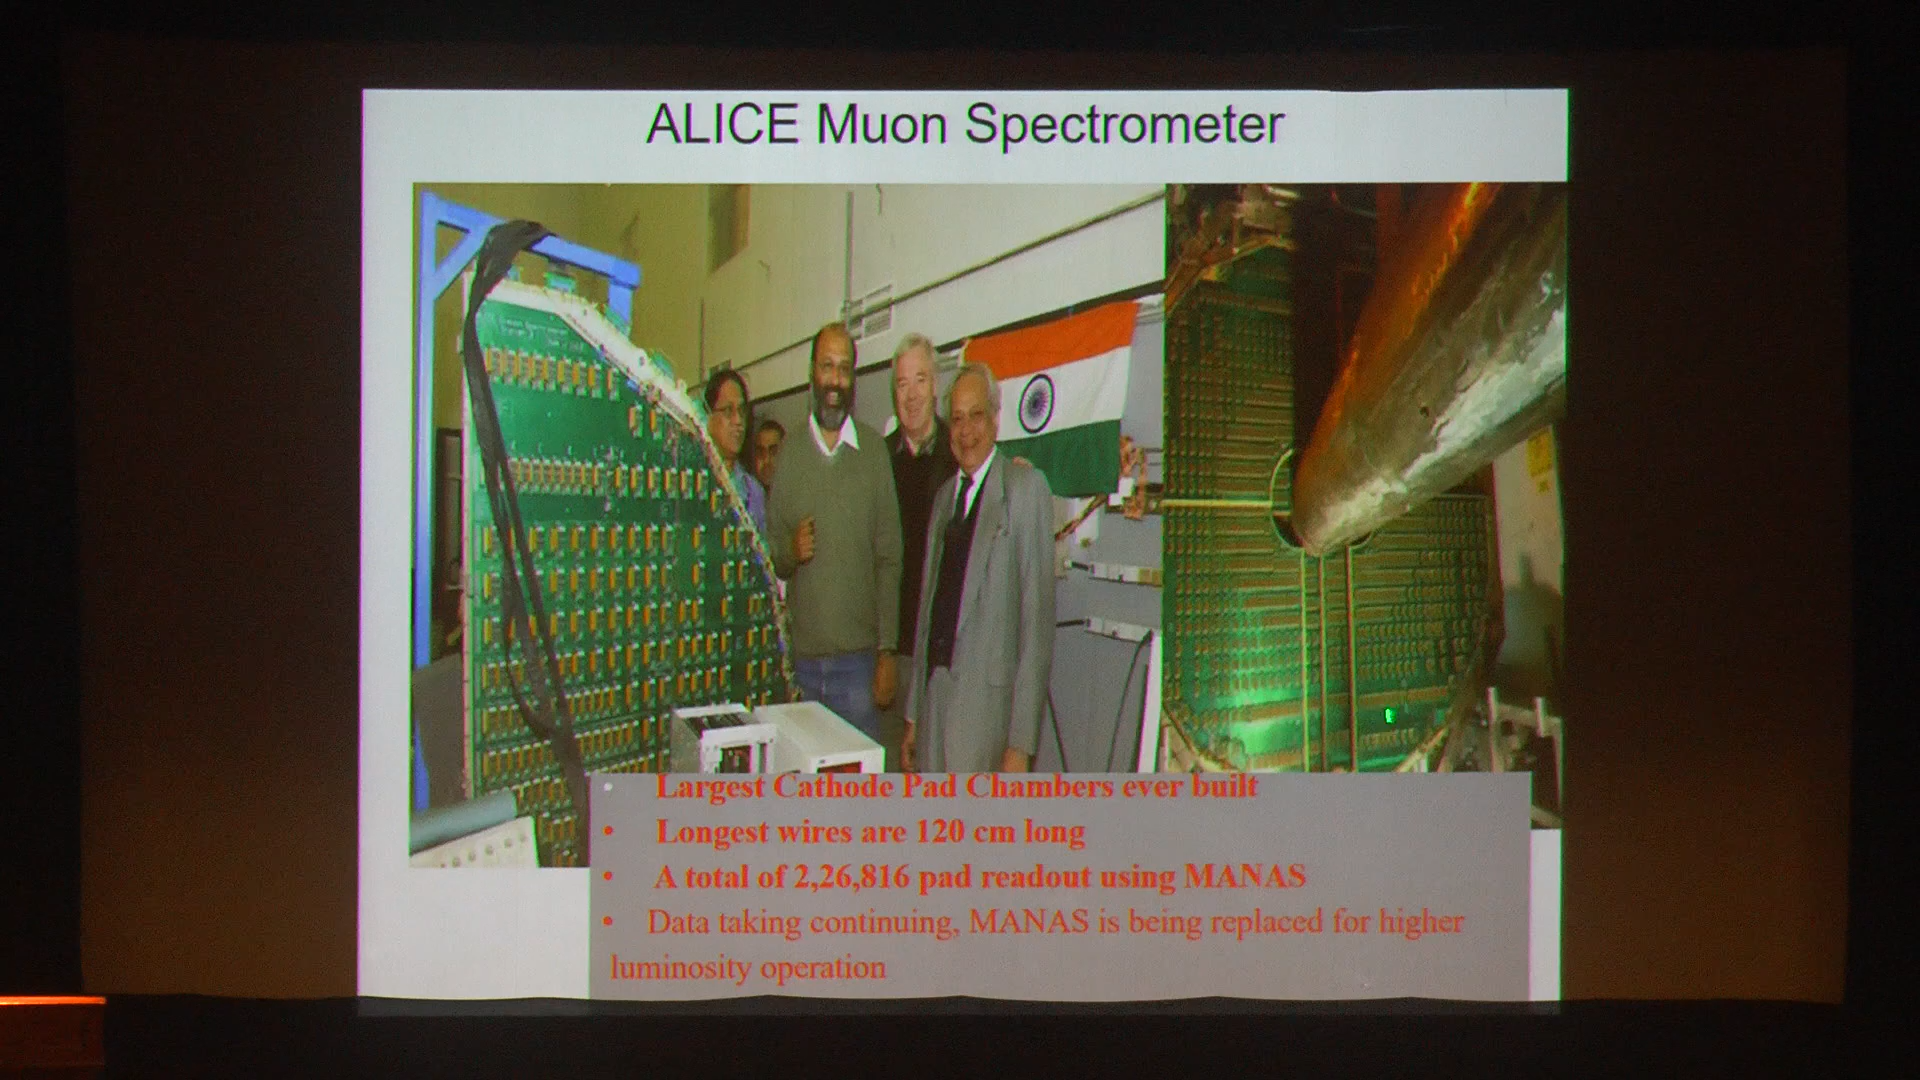 ALICE Muon Spectrometer
• Largest Cathode Pad Chambers ever built
• Longest wires are 120 cm long
• A total of 2,26,816 pad readout using MANAS
• Data taking continuing, MANAS is being replaced for higher
luminosity operation